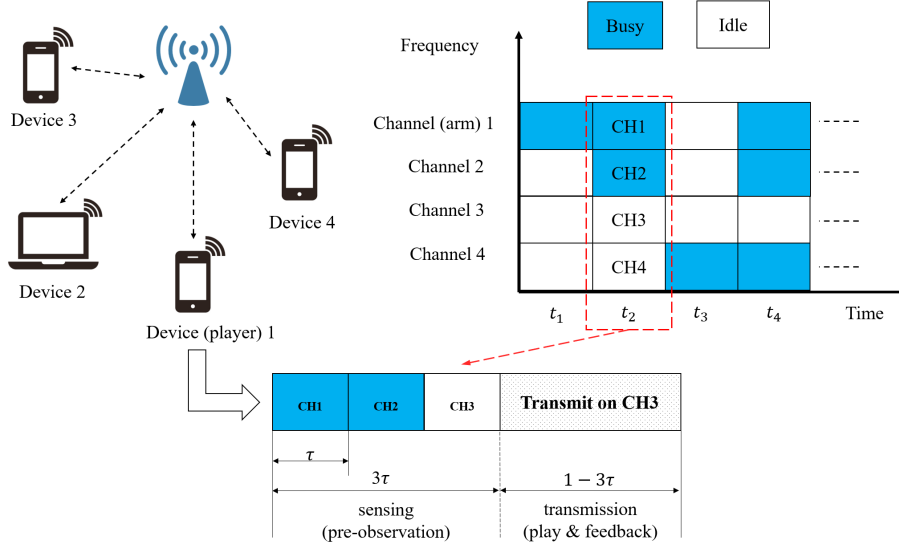 Device 3
Device 4
Device 2
Device (player) 1
Busy
Idle
Frequency
Channel (arm) 1
CH1
Channel 2
CH2
Channel 3
CH3
Channel 4
CH4
t₁
t₂
t₃
t₄
Time
CH1
CH2
CH3
Transmit on CH3
τ
3τ
1 − 3τ
sensing
(pre-observation)
transmission
(play & feedback)